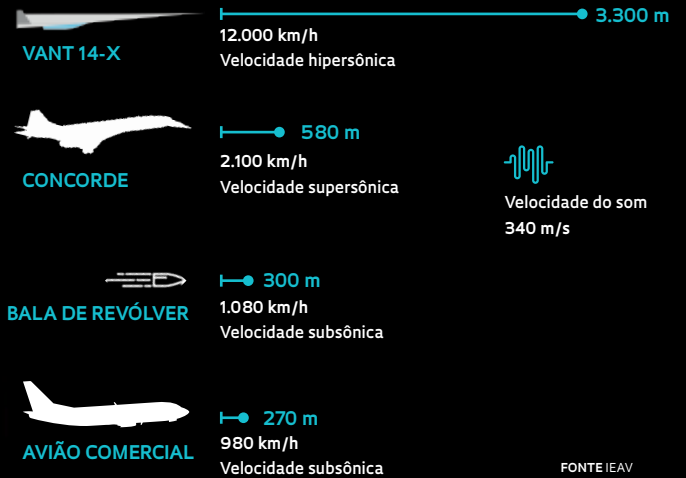 3.300 m
VANT 14-X
12.000 km/h
Velocidade hipersônica
580 m
CONCORDE
2.100 km/h
Velocidade supersônica
Velocidade do som
340 m/s
300 m
BALA DE REVÓLVER
1.080 km/h
Velocidade subsônica
270 m
AVIÃO COMERCIAL
980 km/h
Velocidade subsônica
FONTE IEAV